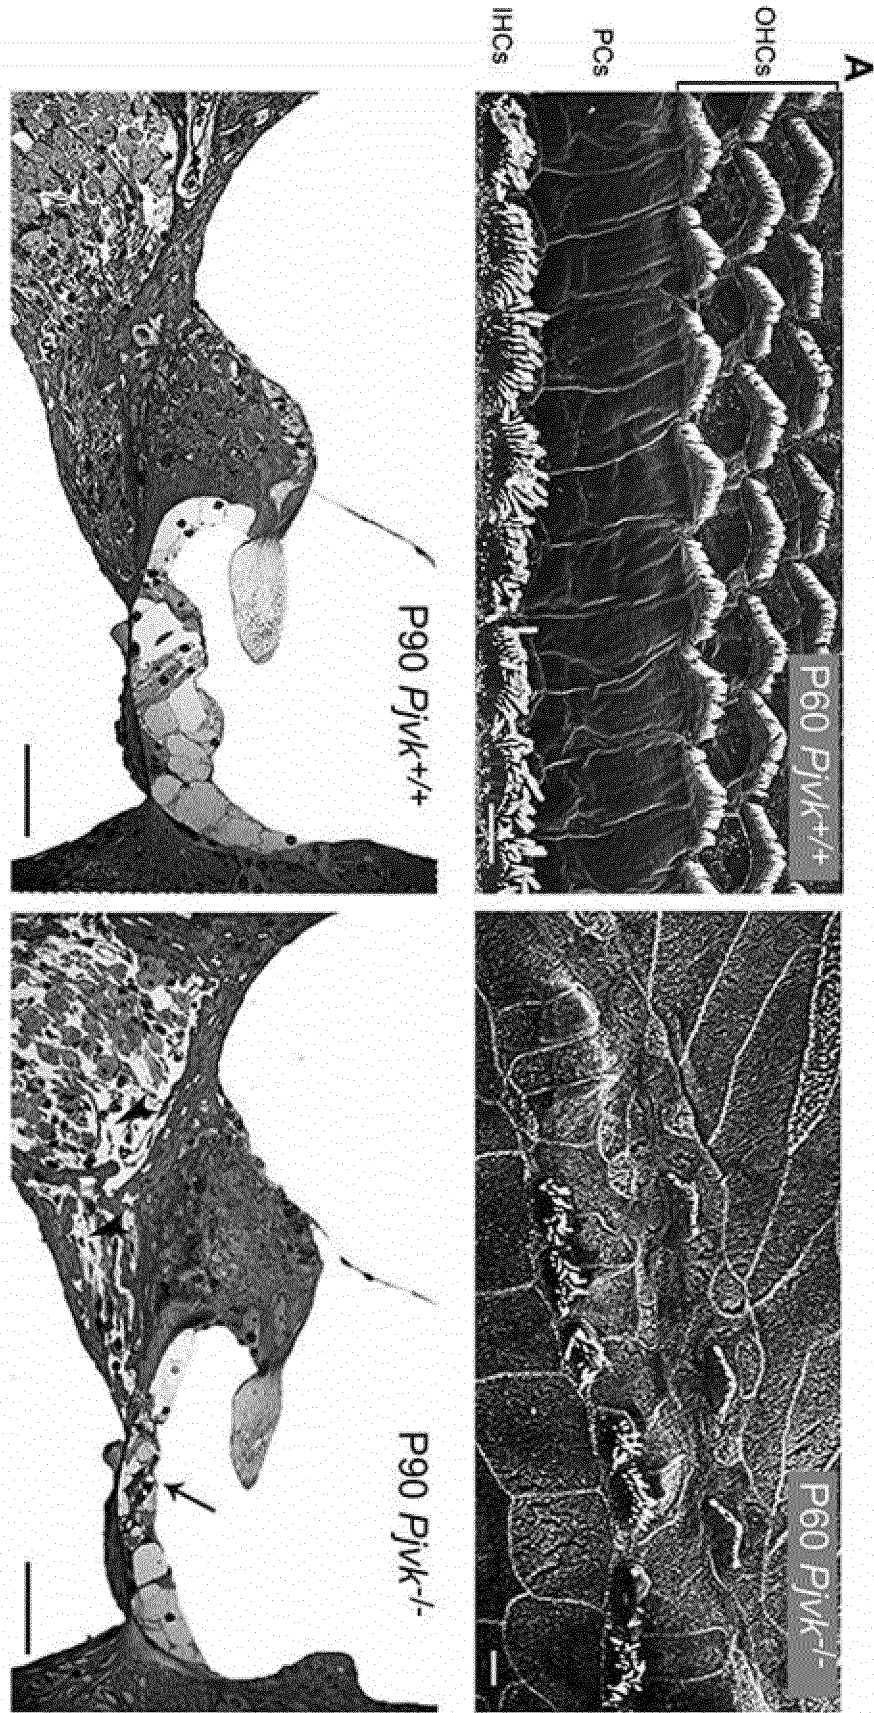 A
OHCs
PCs
IHCs
P60 Pjvk+/+
P60 Pjvk-/-
P90 Pjvk+/+
P90 Pjvk-/-